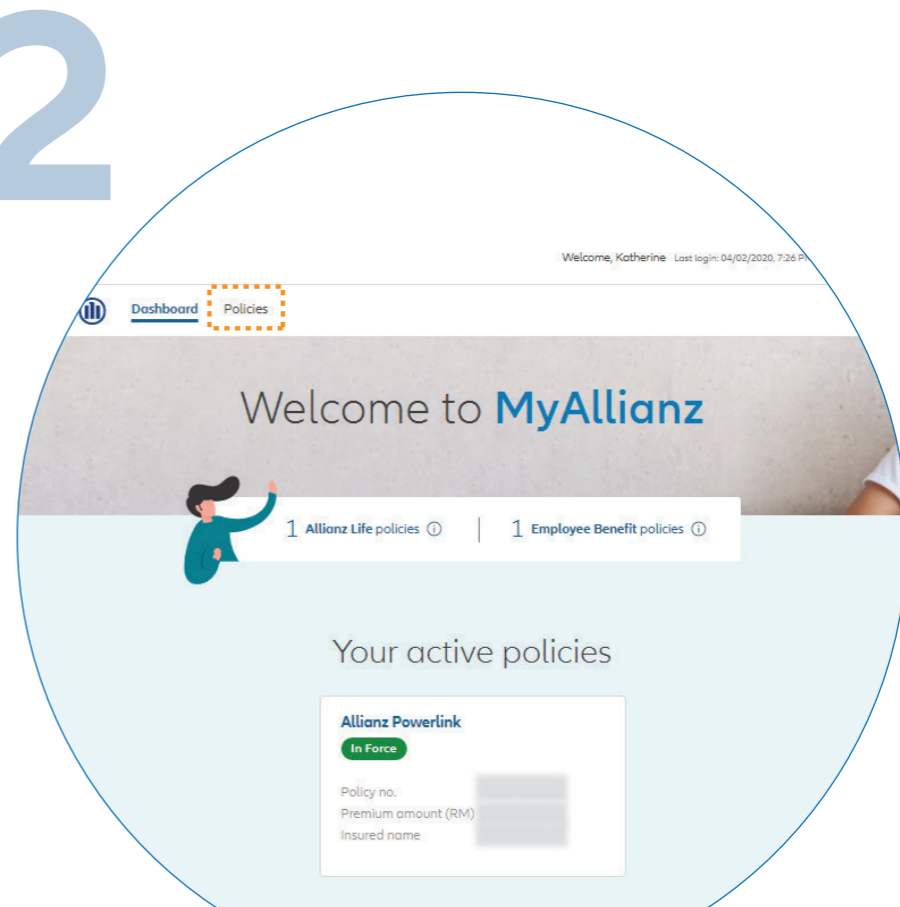 2
Welcome, Katherine Last login: 04/02/2020, 7:26
Dashboard Policies
Welcome to MyAllianz
1 Allianz Life policies
1 Employee Benefit policies
Your active policies
Allianz Powerlink
In Force
Policy no.
Premium amount (RM)
Insured name